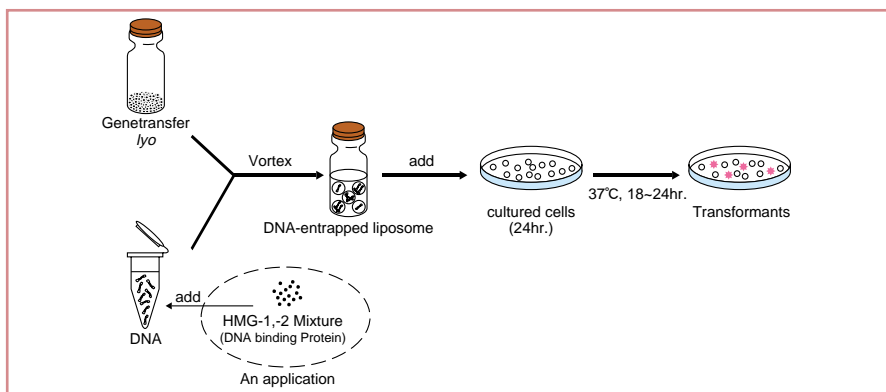 Genetransfer
lyo
Vortex
DNA-entrapped liposome
add
cultured cells
(24hr.)
37℃, 18~24hr.
Transformants
DNA
add
HMG-1,-2 Mixture
(DNA binding Protein)
An application